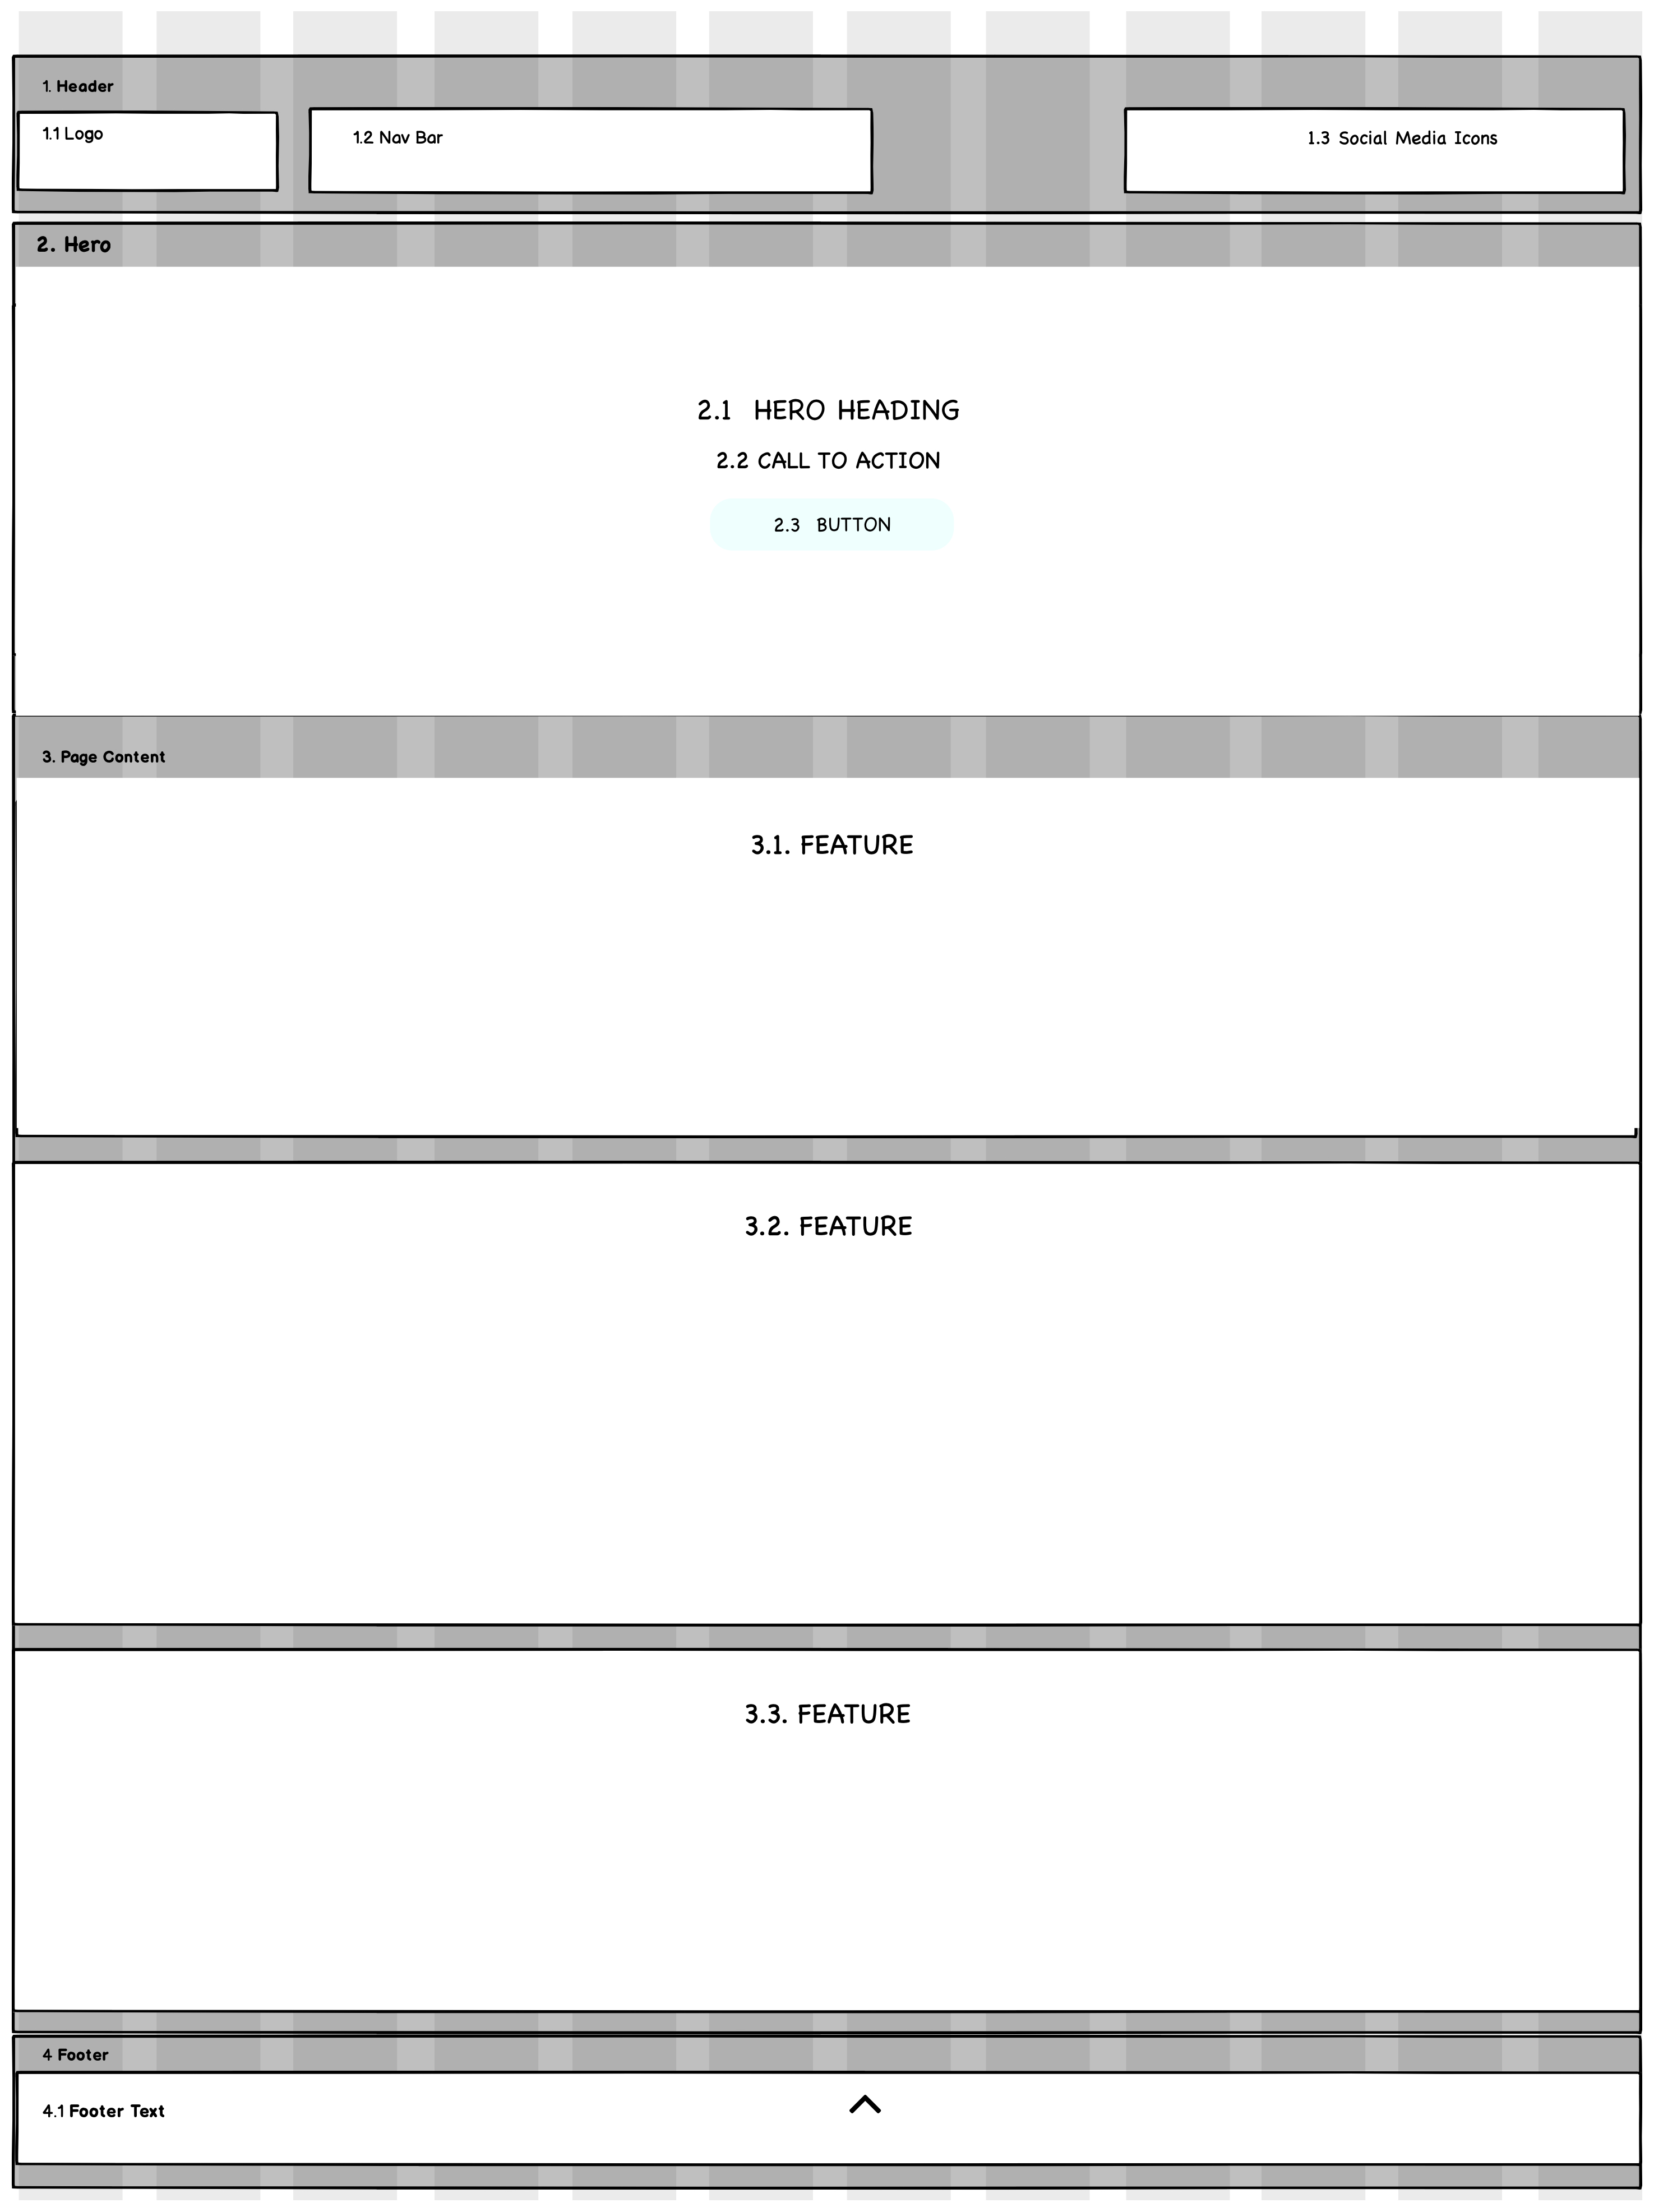 1. Header
1.1 Logo
1.2 Nav Bar
1.3 Social Media Icons
2. Hero
2.1 HERO HEADING
2.2 CALL TO ACTION
2.3 BUTTON
3. Page Content
3.1. FEATURE
3.2. FEATURE
3.3. FEATURE
4 Footer
4.1 Footer Text